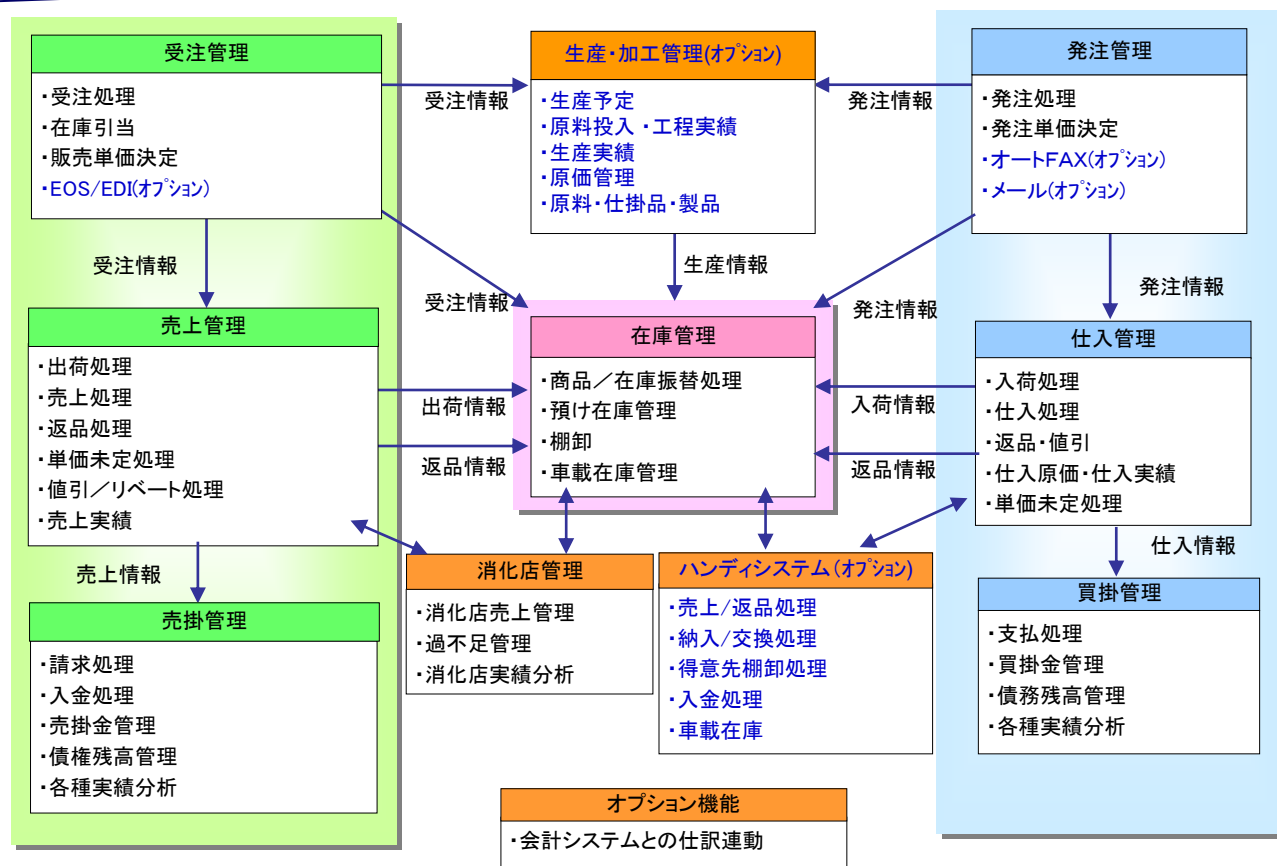 受注管理
・受注処理
・在庫引当
・販売単価決定
・EOS/EDI(ｵﾌﾟｼｮﾝ)
受注情報
生産・加工管理(ｵﾌﾟｼｮﾝ)
・生産予定
・原料投入 ・工程実績
・生産実績
・原価管理
・原料・仕掛品・製品
発注情報
発注管理
・発注処理
・発注単価決定
・オートFAX(ｵﾌﾟｼｮﾝ)
・メール(ｵﾌﾟｼｮﾝ)
受注情報
受注情報
生産情報
発注情報
発注情報
売上管理
・出荷処理
・売上処理
・返品処理
・単価未定処理
・値引／リベート処理
・売上実績
出荷情報
返品情報
在庫管理
・商品／在庫振替処理
・預け在庫管理
・棚卸
・車載在庫管理
入荷情報
返品情報
仕入管理
・入荷処理
・仕入処理
・返品・値引
・仕入原価・仕入実績
・単価未定処理
売上情報
仕入情報
売掛管理
・請求処理
・入金処理
・売掛金管理
・債権残高管理
・各種実績分析
消化店管理
・消化店売上管理
・過不足管理
・消化店実績分析
ハンディシステム(ｵﾌﾟｼｮﾝ)
・売上/返品処理
・納入/交換処理
・得意先棚卸処理
・入金処理
・車載在庫
買掛管理
・支払処理
・買掛金管理
・債務残高管理
・各種実績分析
オプション機能
・会計システムとの仕訳連動